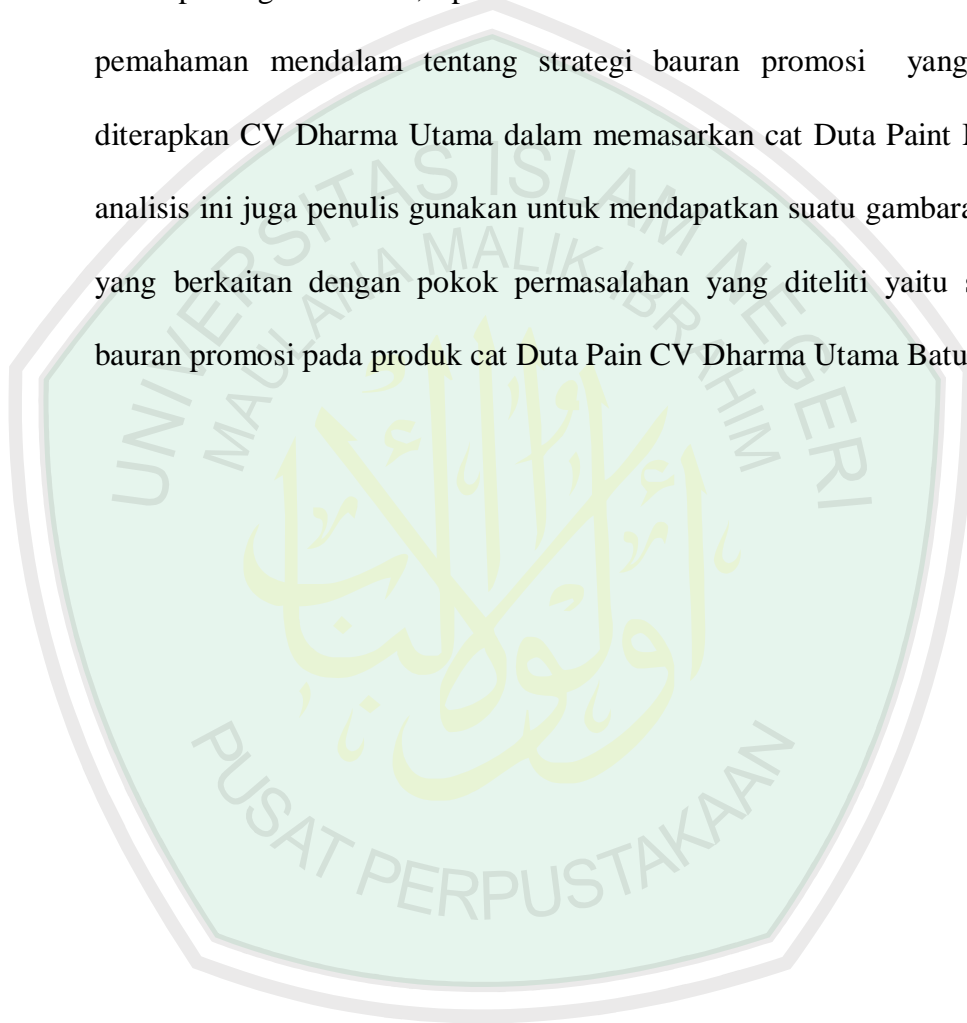 pemahaman mendalam tentang strategi bauran promosi yang
diterapkan CV Dharma Utama dalam memasarkan cat Duta Paint
analisis ini juga penulis gunakan untuk mendapatkan suatu
yang berkaitan dengan pokok permasalahan yang diteliti yaitu
bauran promosi pada produk cat Duta Pain CV Dharma Utama Batu
UNIVERSITAS ISLAM NEGERI
MAULANA MALIK IBRAHIM
أولوا الألباب
PUSAT PERPUSTAKAAN